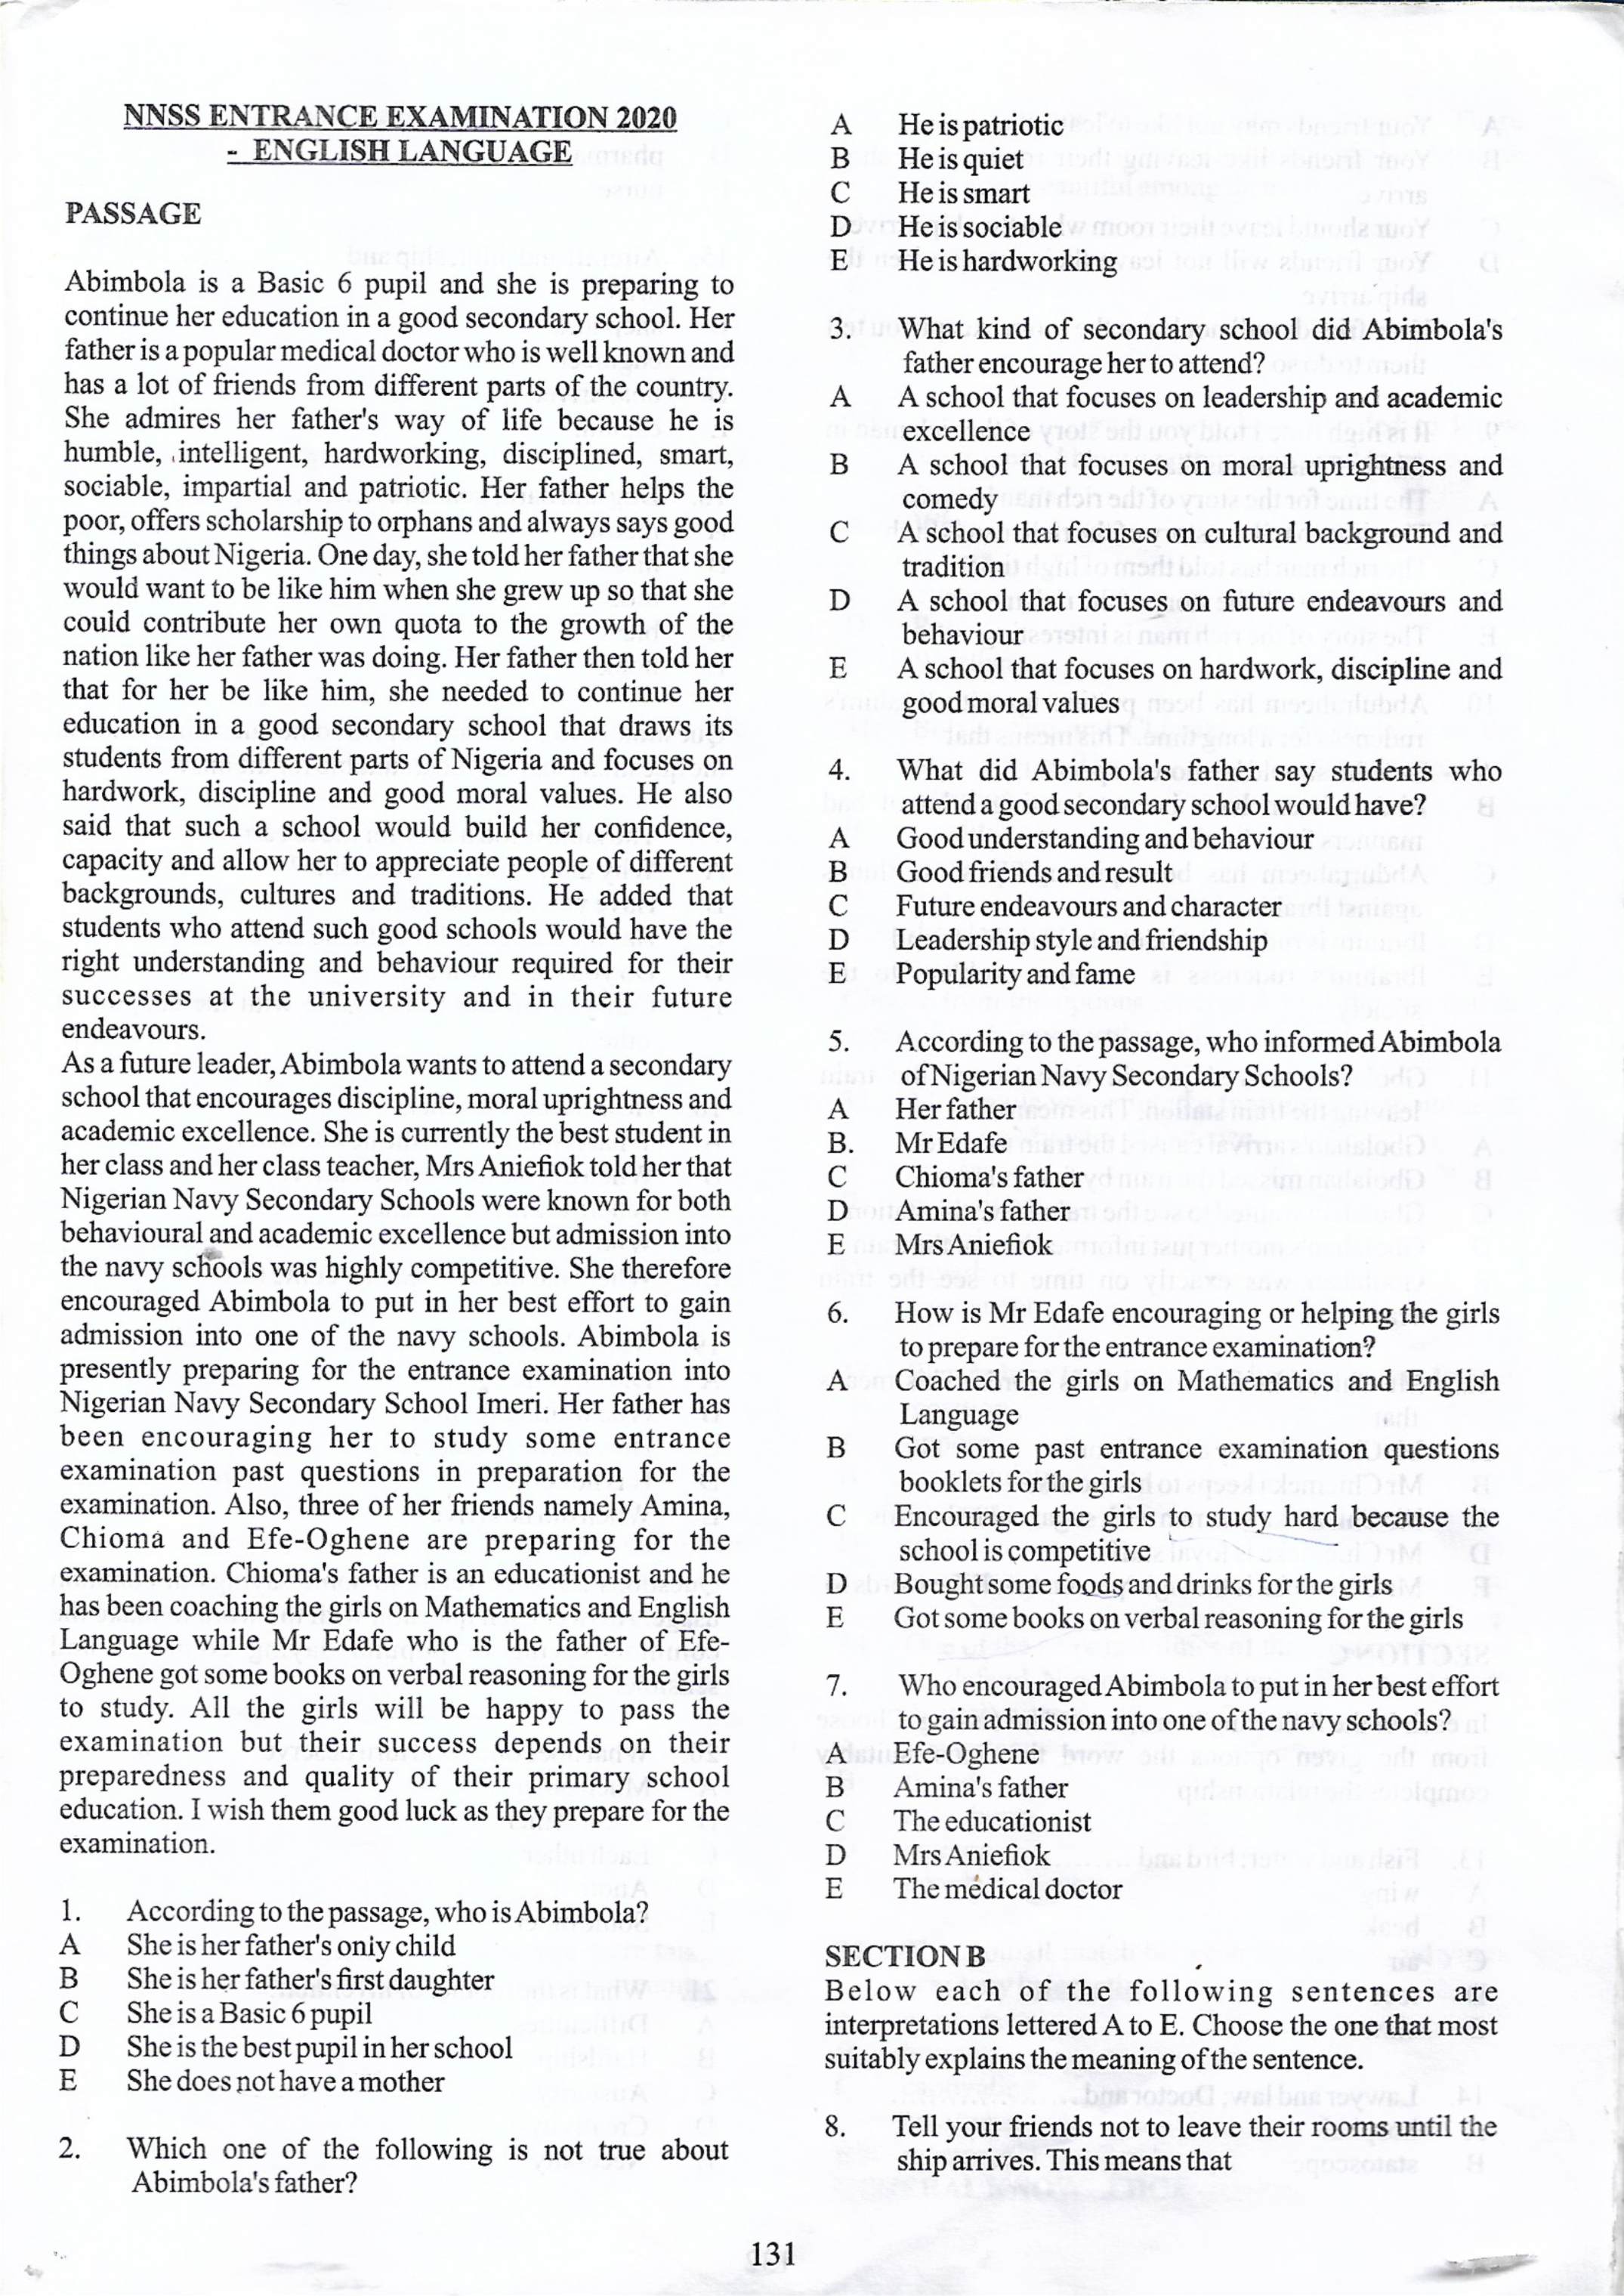 NNSS ENTRANCE EXAMINATION 2020
- ENGLISH LANGUAGE
PASSAGE
Abimbola is a Basic 6 pupil and she is preparing to
continue her education in a good secondary school. Her
father is a popular medical doctor who is well known and
has a lot of friends from different parts of the country.
She admires her father's way of life because he is
humble, intelligent, hardworking, disciplined, smart,
sociable, impartial and patriotic. Her father helps the
poor, offers scholarship to orphans and always says good
things about Nigeria. One day, she told her father that she
would want to be like him when she grew up so that she
could contribute her own quota to the growth of the
nation like her father was doing. Her father then told her
that for her be like him, she needed to continue her
education in a good secondary school that draws its
students from different parts of Nigeria and focuses on
hardwork, discipline and good moral values. He also
said that such a school would build her confidence,
capacity and allow her to appreciate people of different
backgrounds, cultures and traditions. He added that
students who attend such good schools would have the
right understanding and behaviour required for their
successes at the university and in their future
endeavours.
As a future leader, Abimbola wants to attend a secondary
school that encourages discipline, moral uprightness and
academic excellence. She is currently the best student in
her class and her class teacher, Mrs Aniefiok told her that
Nigerian Navy Secondary Schools were known for both
behavioural and academic excellence but admission into
the navy schools was highly competitive. She therefore
encouraged Abimbola to put in her best effort to gain
admission into one of the navy schools. Abimbola is
presently preparing for the entrance examination into
Nigerian Navy Secondary School Imeri. Her father has
been encouraging her to study some entrance
examination past questions in preparation for the
examination. Also, three of her friends namely Amina,
Chioma and Efe-Oghene are preparing for the
examination. Chioma's father is an educationist and he
has been coaching the girls on Mathematics and English
Language while Mr Edafe who is the father of Efe-
Oghene got some books on verbal reasoning for the girls
to study. All the girls will be happy to pass the
examination but their success depends on their
preparedness and quality of their primary school
education. I wish them good luck as they prepare for the
examination.
1. According to the passage, who is Abimbola?
A She is her father's only child
B She is her father's first daughter
C She is a Basic 6 pupil
D She is the best pupil in her school
E She does not have a mother
2. Which one of the following is not true about
Abimbola's father?
A He is patriotic
B He is quiet
C He is smart
D He is sociable
E He is hardworking
3. What kind of secondary school did Abimbola's
father encourage her to attend?
A A school that focuses on leadership and academic
excellence
B A school that focuses on moral uprightness and
comedy
C A school that focuses on cultural background and
tradition
D A school that focuses on future endeavours and
behaviour
E A school that focuses on hardwork, discipline and
good moral values
4. What did Abimbola's father say students who
attend a good secondary school would have?
A Good understanding and behaviour
B Good friends and result
C Future endeavours and character
D Leadership style and friendship
E Popularity and fame
5. According to the passage, who informed Abimbola
of Nigerian Navy Secondary Schools?
A Her father
B. Mr Edafe
C Chioma's father
D Amina's father
E Mrs Aniefiok
6. How is Mr Edafe encouraging or helping the girls
to prepare for the entrance examination?
A Coached the girls on Mathematics and English
Language
B Got some past entrance examination questions
booklets for the girls
C Encouraged the girls to study hard because the
school is competitive
D Bought some foods and drinks for the girls
E Got some books on verbal reasoning for the girls
7. Who encouraged Abimbola to put in her best effort
to gain admission into one of the navy schools?
A Efe-Oghene
B Amina's father
C The educationist
D Mrs Aniefiok
E The medical doctor
SECTION B
Below each of the following sentences are
interpretations lettered A to E. Choose the one that most
suitably explains the meaning of the sentence.
8. Tell your friends not to leave their rooms until the
ship arrives. This means that
131